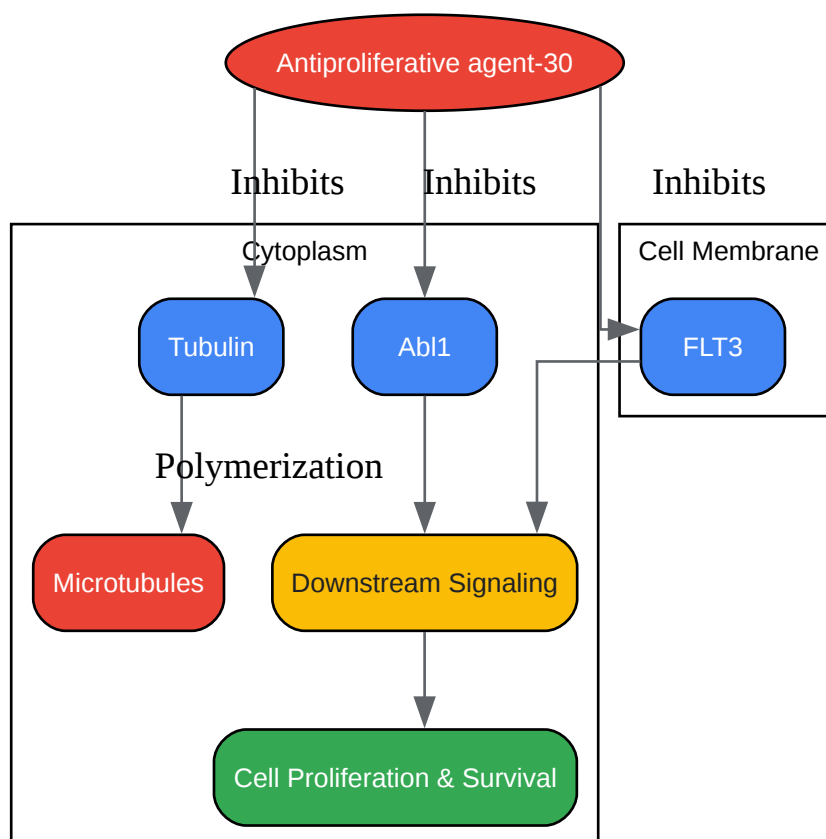 Antiproliferative agent-30
Inhibits
Inhibits
Inhibits
Cytoplasm
Cell Membrane
Tubulin
Abl1
FLT3
Polymerization
Microtubules
Downstream Signaling
Cell Proliferation & Survival